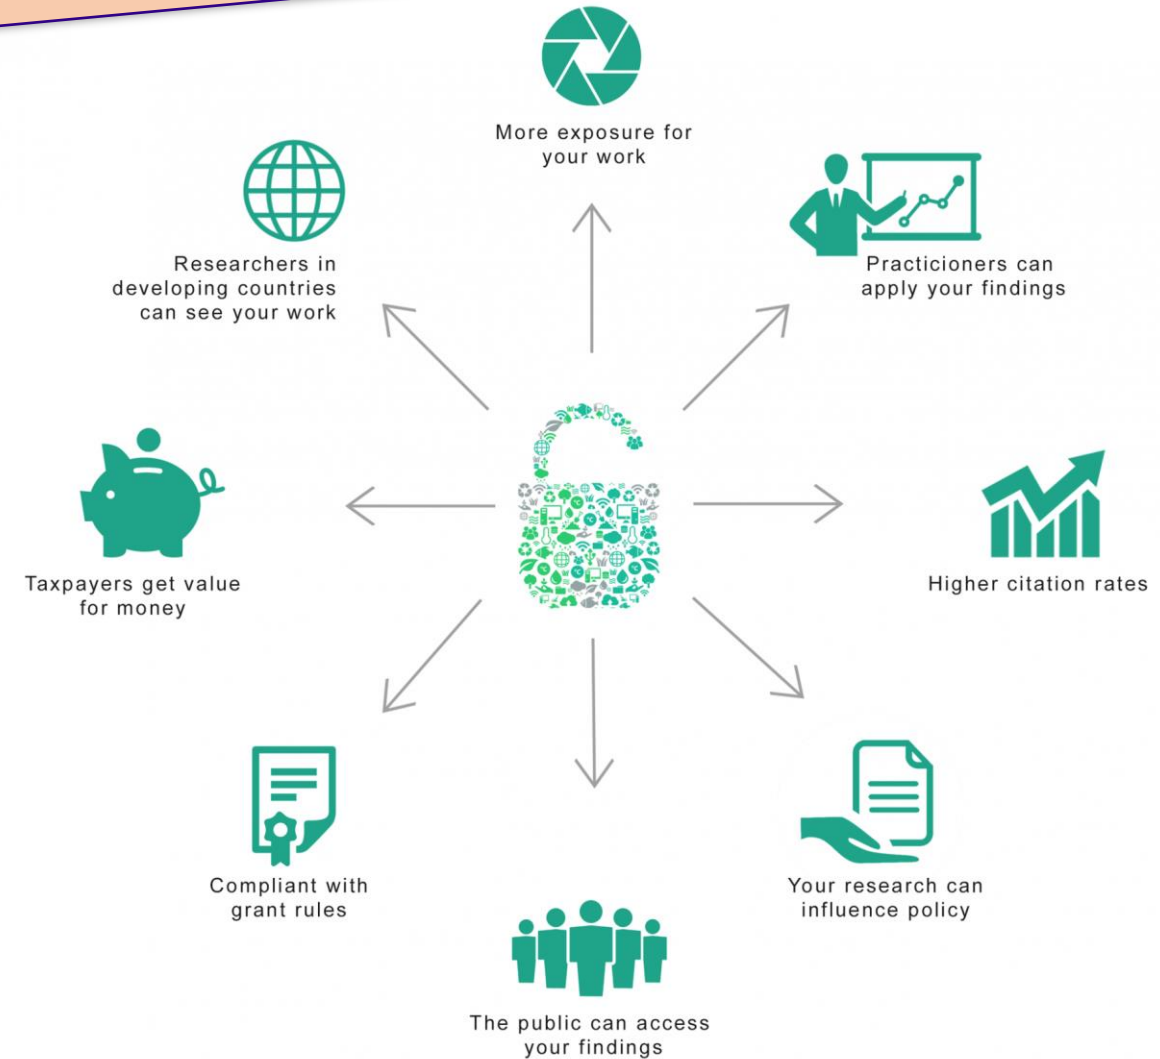 More exposure for
your work
Practicioners can
apply your findings
Higher citation rates
Your research can
influence policy
The public can access
your findings
Compliant with
grant rules
Taxpayers get value
for money
Researchers in
developing countries
can see your work